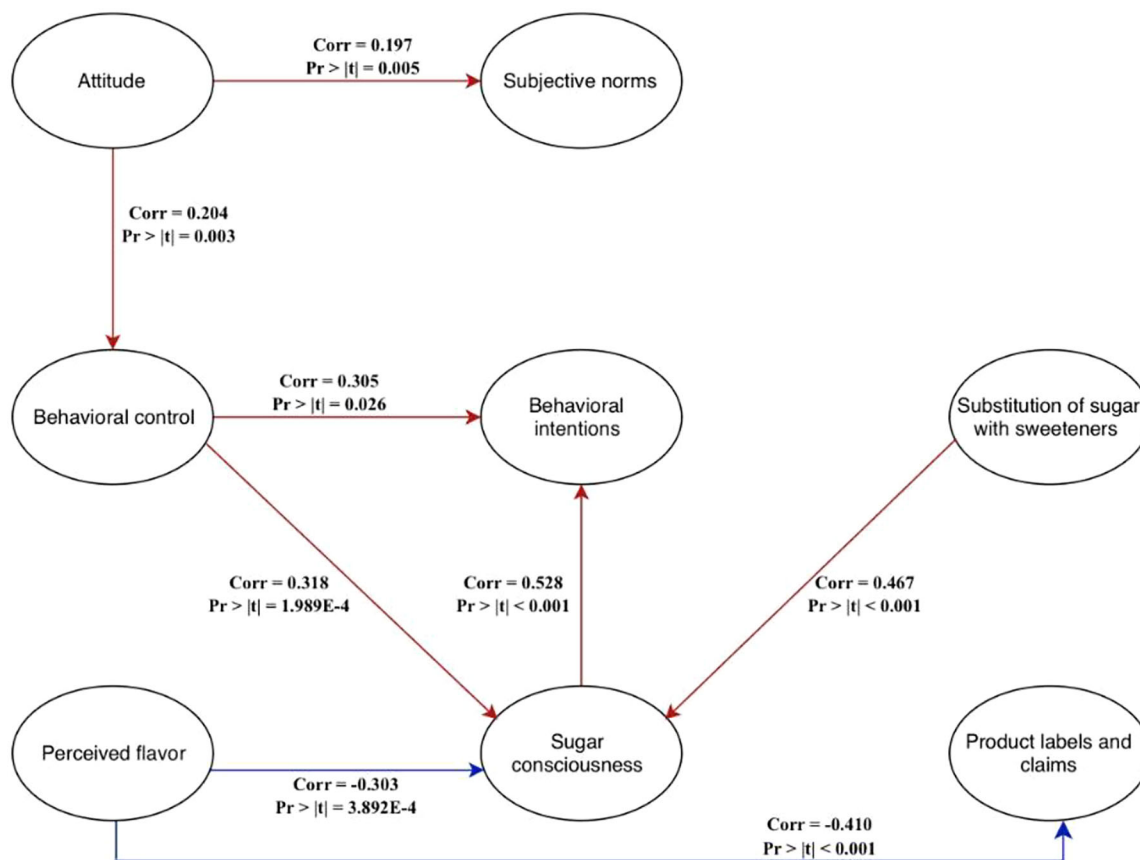 Corr = 0.197
Pr > |t| = 0.005
Attitude
Subjective norms
Corr = 0.204
Pr > |t| = 0.003
Corr = 0.305
Pr > |t| = 0.026
Behavioral control
Behavioral
intentions
Substitution of sugar
with sweeteners
Corr = 0.318
Pr > |t| = 1.989E-4
Corr = 0.528
Pr > |t| < 0.001
Corr = 0.467
Pr > |t| < 0.001
Perceived flavor
Sugar
consciousness
Product labels and
claims
Corr = -0.303
Pr > |t| = 3.892E-4
Corr = -0.410
Pr > |t| < 0.001